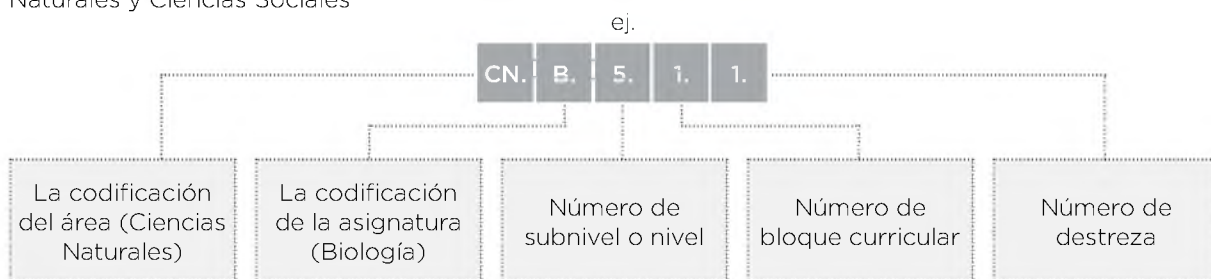 Naturales y Ciencias Sociales
ej.
CN. B. 5. 1. 1.
La codificación
del área (Ciencias
Naturales)
La codificación
de la asignatura
(Biología)
Número de
subnivel o nivel
Número de
bloque curricular
Número de
destreza